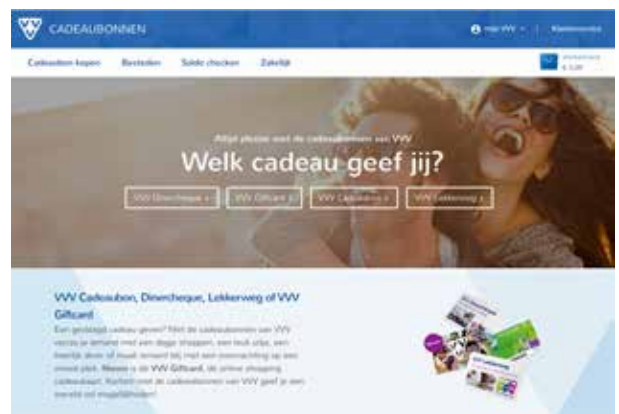 VVV CADEAUBONNEN
mijn VVV | Klantenservice
Cadeaubon kopen Besteden Saldo checken Zakelijk
€ 0,00
Altijd plezier met de cadeaubonnen van VVV
Welk cadeau geef jij?
VVV Dinercheque › VVV Giftcard › VVV Cadeaubon › VVV Lekkerweg ›
VVV Cadeaubon, Dinercheque, Lekkerweg of VVV
Giftcard
Een geslaagd cadeau geven? Met de cadeaubonnen van VVV
verras je iemand met een dagje shoppen, een leuk uitje, een
heerlijk diner of maak iemand blij met een overnachting op een
mooie plek. Nieuw is de VVV Giftcard, dé online shopping
cadeaukaart. Kortom met de cadeaubonnen van VVV geef je een
wereld vol mogelijkheden!